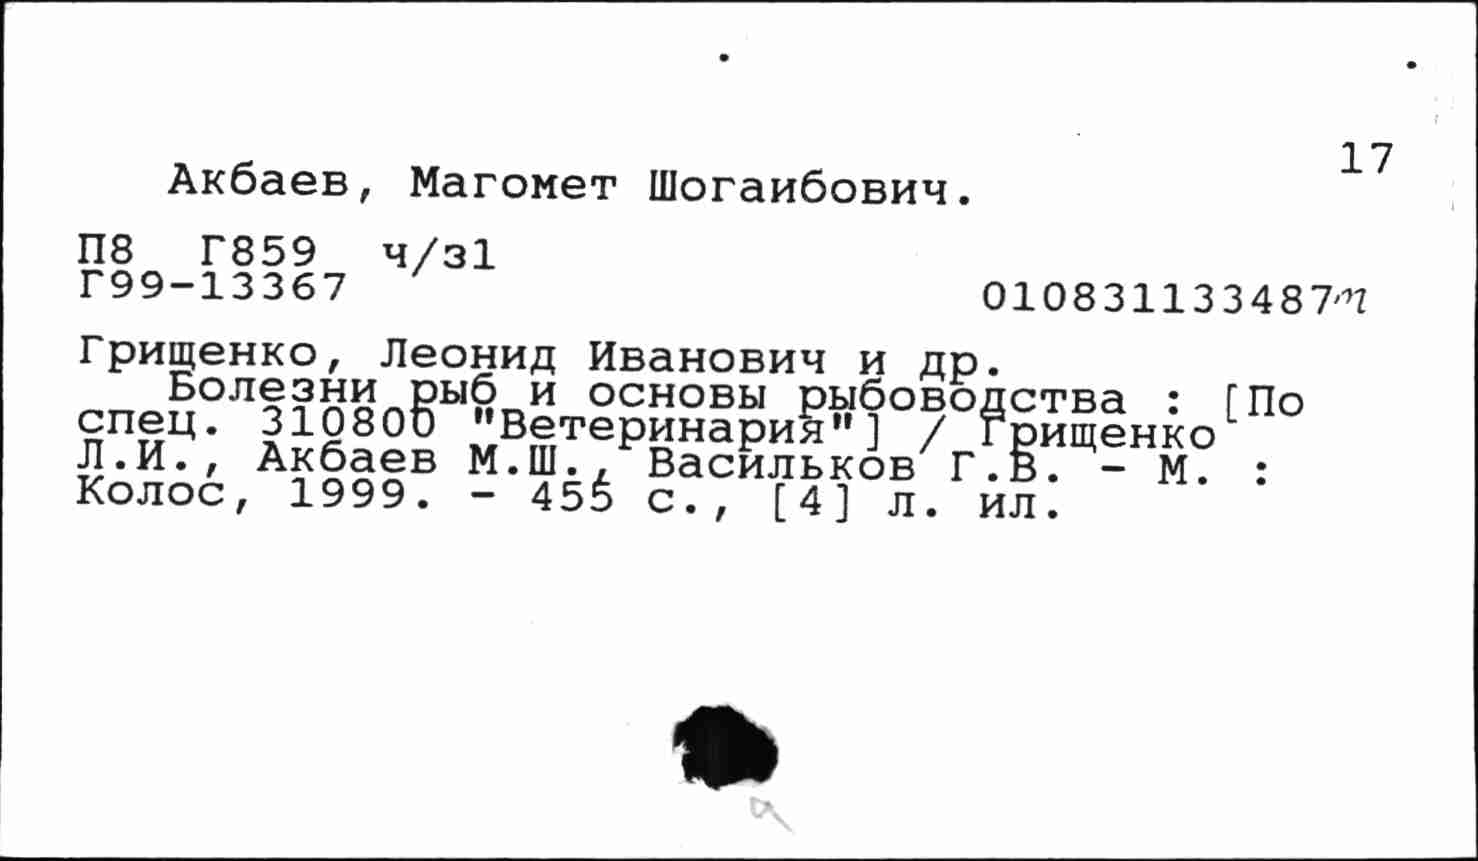 17
Акбаев, Магомет Шогаибович.
П8 Г859 ч/з1
Г99-13367
010831133487m
Грищенко, Леонид Иванович и др.
Болезни рыб и основы рыбоводства : [По
спец. 310800 "Ветеринария"] / Грищенко
Л.И., Акбаев М.Ш., Васильков Г.В. - М. :
Колос, 1999. - 455 с., [4] л. ил.